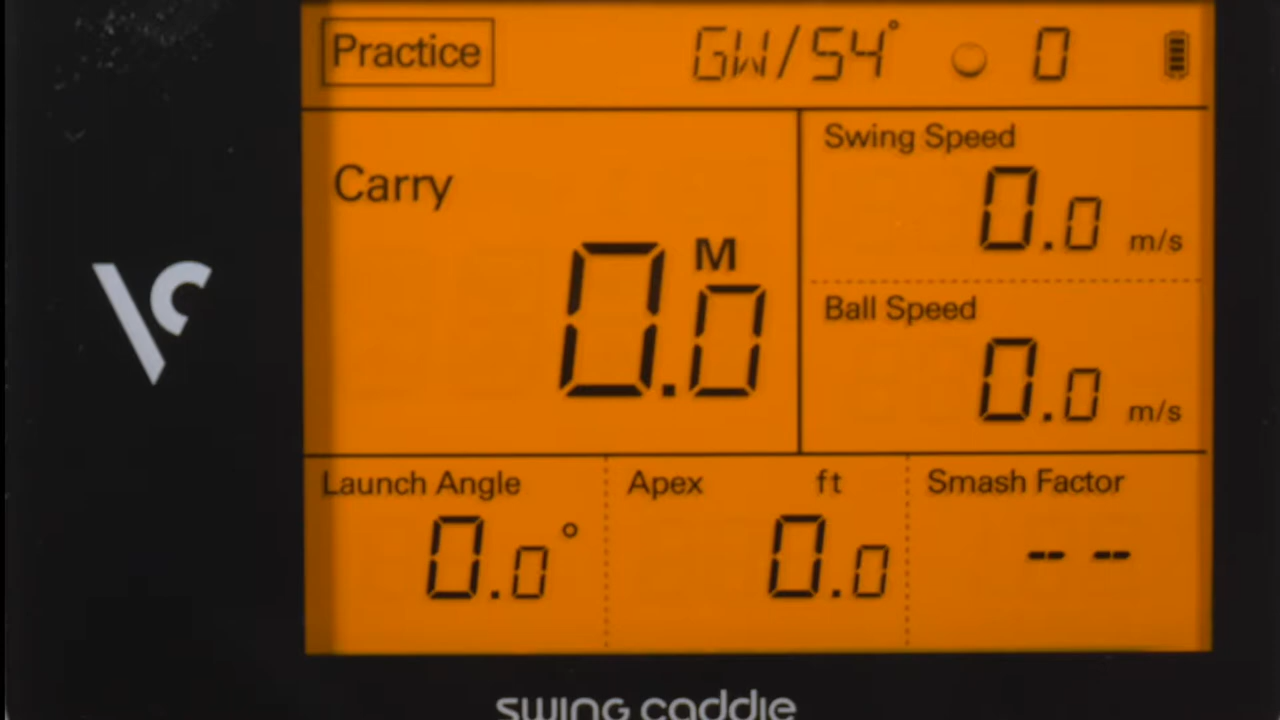 Practice GW/54° 0
Carry
0.0 M
Swing Speed
0.0 m/s
Ball Speed
0.0 m/s
Launch Angle
0.0°
Apex ft
0.0
Smash Factor
-- --
swing caddie